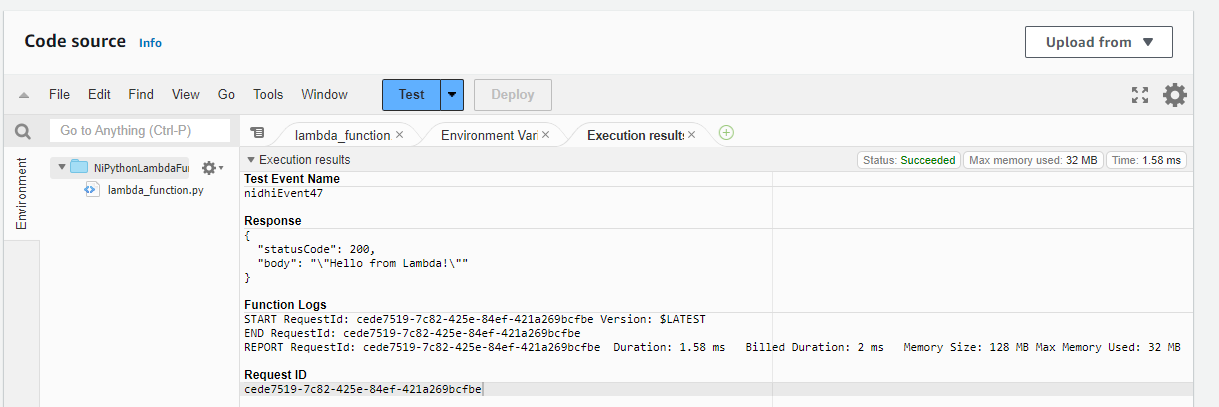 Code source Info
Upload from
File Edit Find View Go Tools Window Test Deploy
Go to Anything (Ctrl-P)
lambda_function Environment Vari Execution results
Environment
NiPythonLambdaFun
lambda_function.py
Execution results
Status: Succeeded Max memory used: 32 MB Time: 1.58 ms
Test Event Name
nidhiEvent47
Response
{
"statusCode": 200,
"body": "\"Hello from Lambda!\""
}
Function Logs
START RequestId: cede7519-7c82-425e-84ef-421a269bcfbe Version: $LATEST
END RequestId: cede7519-7c82-425e-84ef-421a269bcfbe
REPORT RequestId: cede7519-7c82-425e-84ef-421a269bcfbe Duration: 1.58 ms Billed Duration: 2 ms Memory Size: 128 MB Max Memory Used: 32 MB
Request ID
cede7519-7c82-425e-84ef-421a269bcfbe